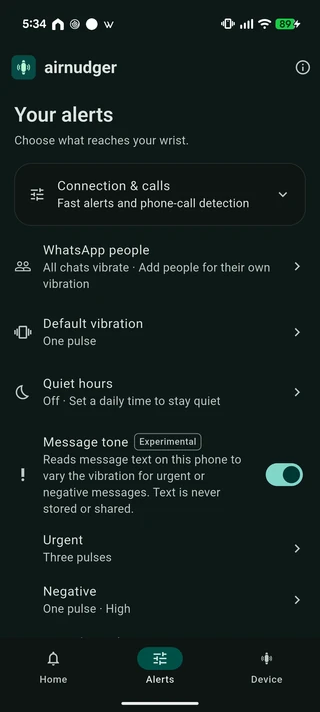 5:34
89
airnudger
Your alerts
Choose what reaches your wrist.
Connection & calls
Fast alerts and phone-call detection
WhatsApp people
All chats vibrate · Add people for their own
vibration
Default vibration
One pulse
Quiet hours
Off · Set a daily time to stay quiet
Message tone Experimental
Reads message text on this phone to
vary the vibration for urgent or
negative messages. Text is never
stored or shared.
Urgent
Three pulses
Negative
One pulse · High
Home Alerts Device